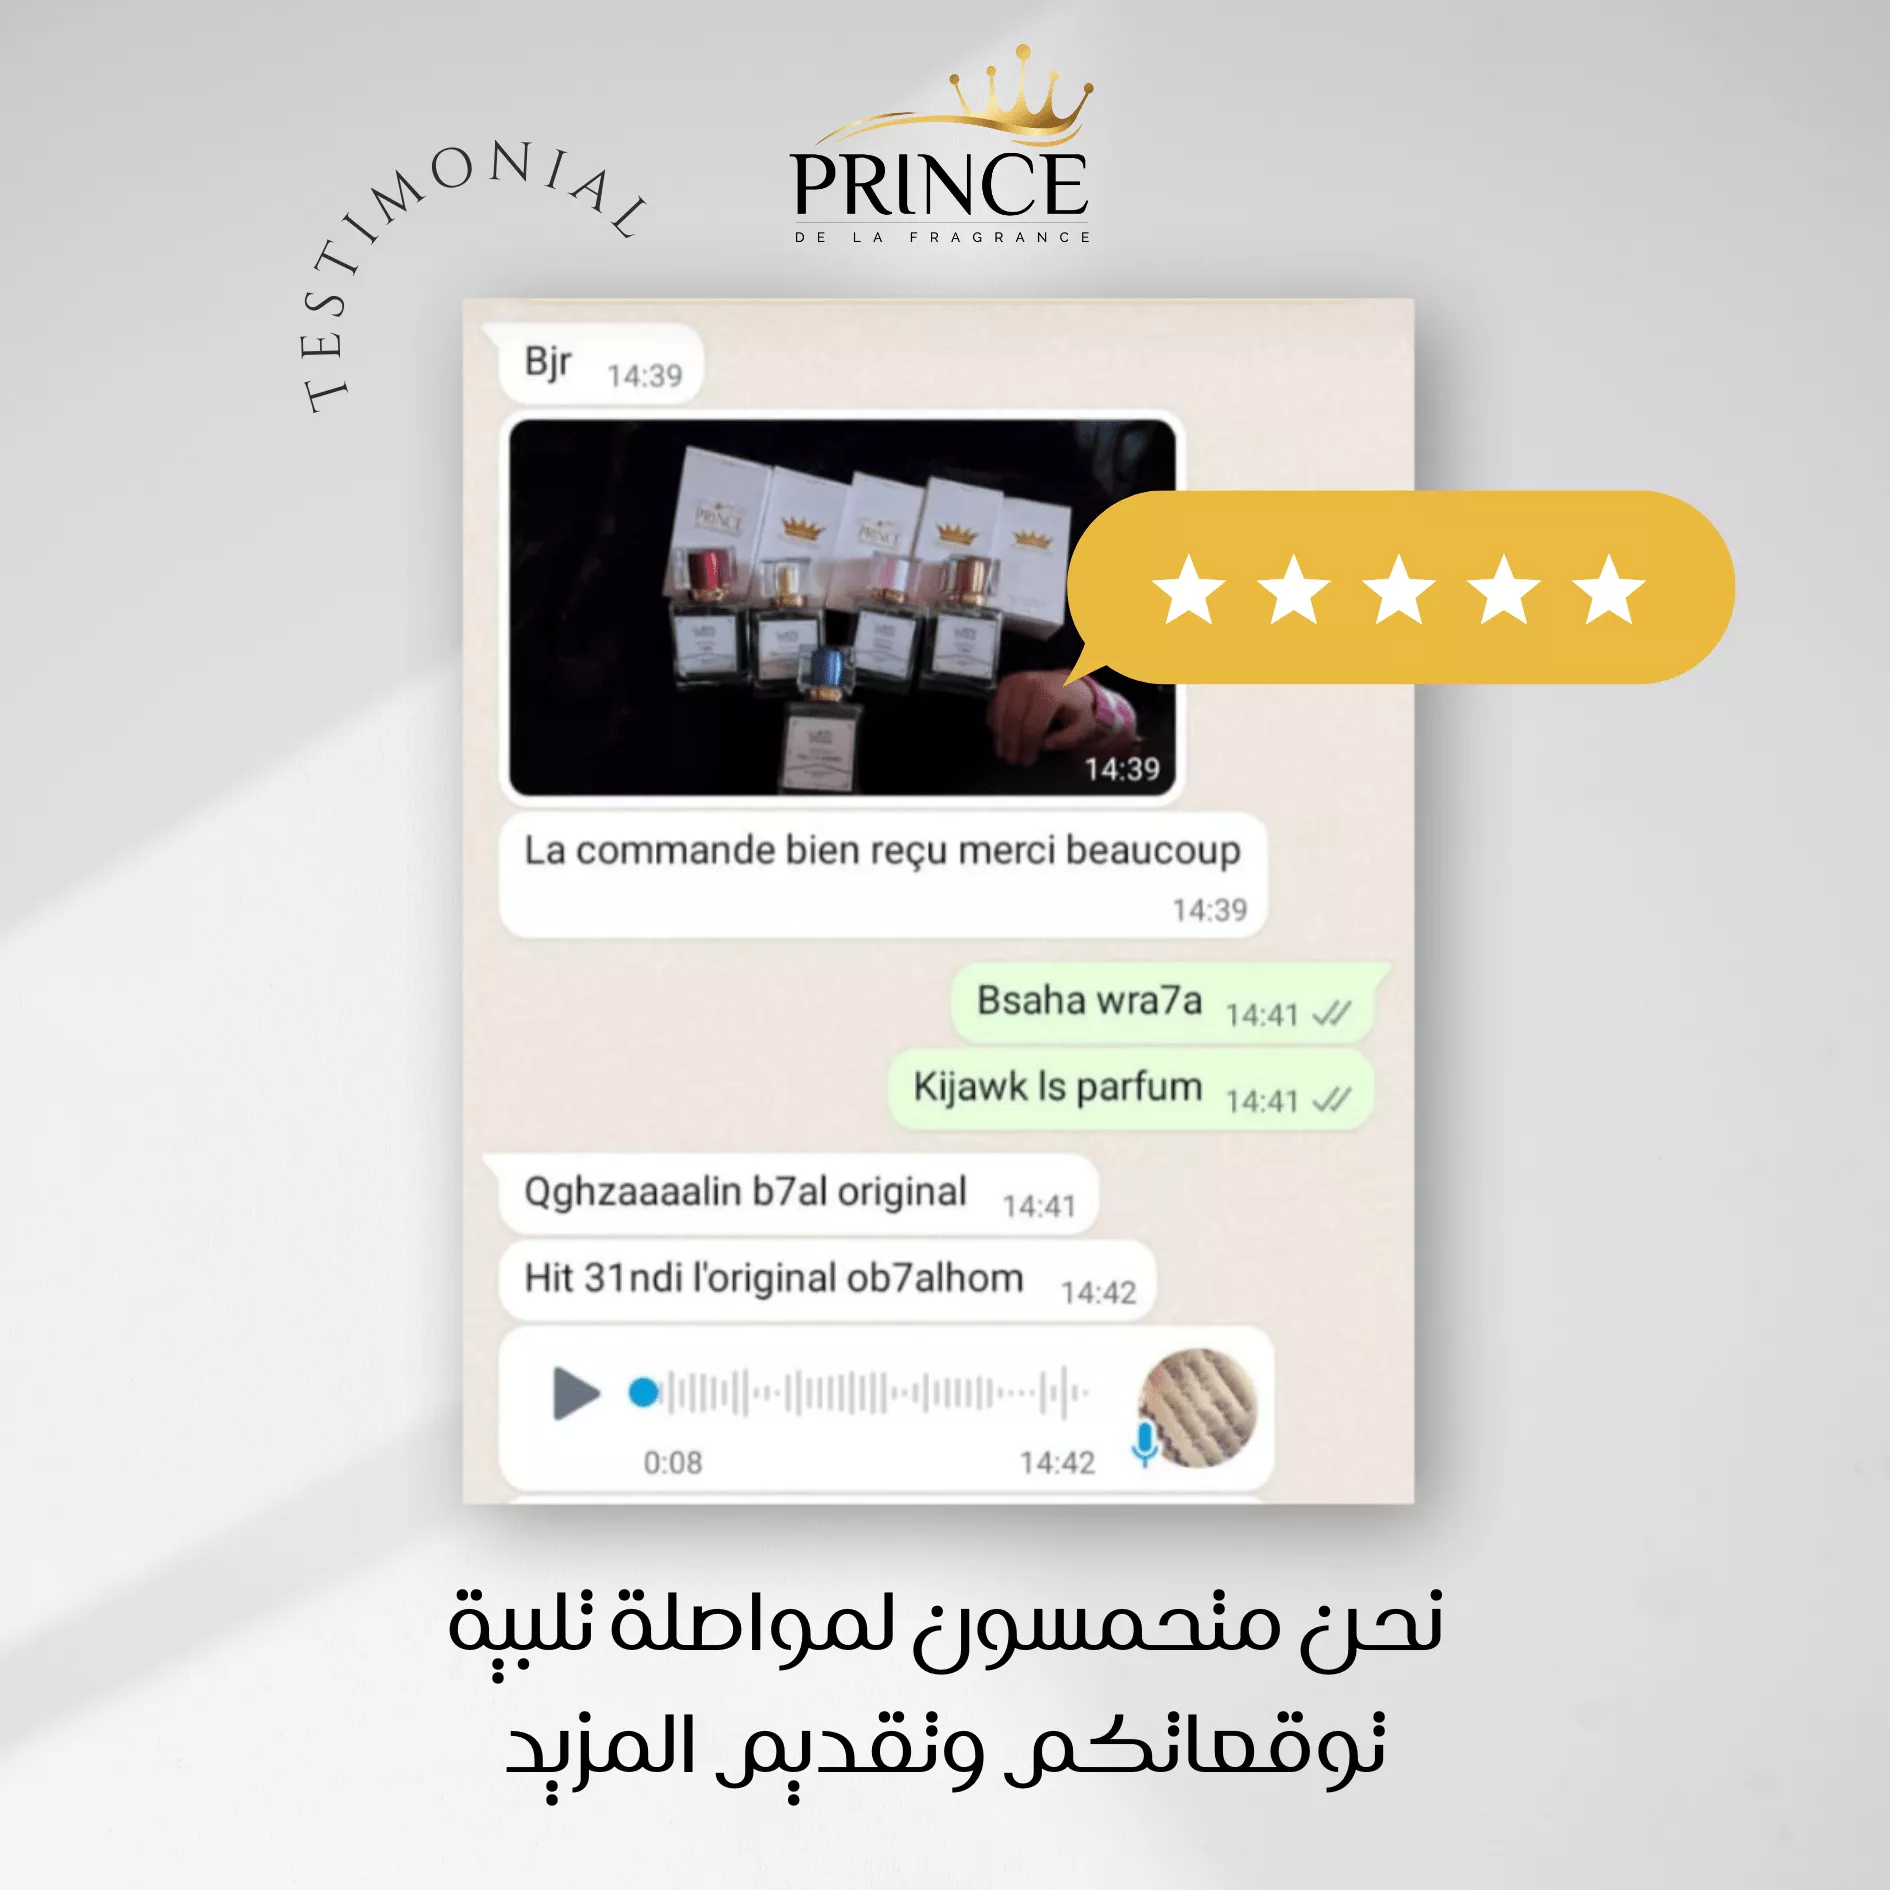 PRINCE
DE LA FRAGRANCE
TESTIMONIAL
Bjr 14:39
PRINCE
PRINCE
14:39
La commande bien reçu merci beaucoup
14:39
Bsaha wra7a 14:41
Kijawk ls parfum 14:41
Qghzaaaalin b7al original 14:41
Hit 31ndi l'original ob7alhom 14:42
0:08 14:42
نحن متحمسون لمواصلة تلبية
توقعاتكم وتقديم المزيد